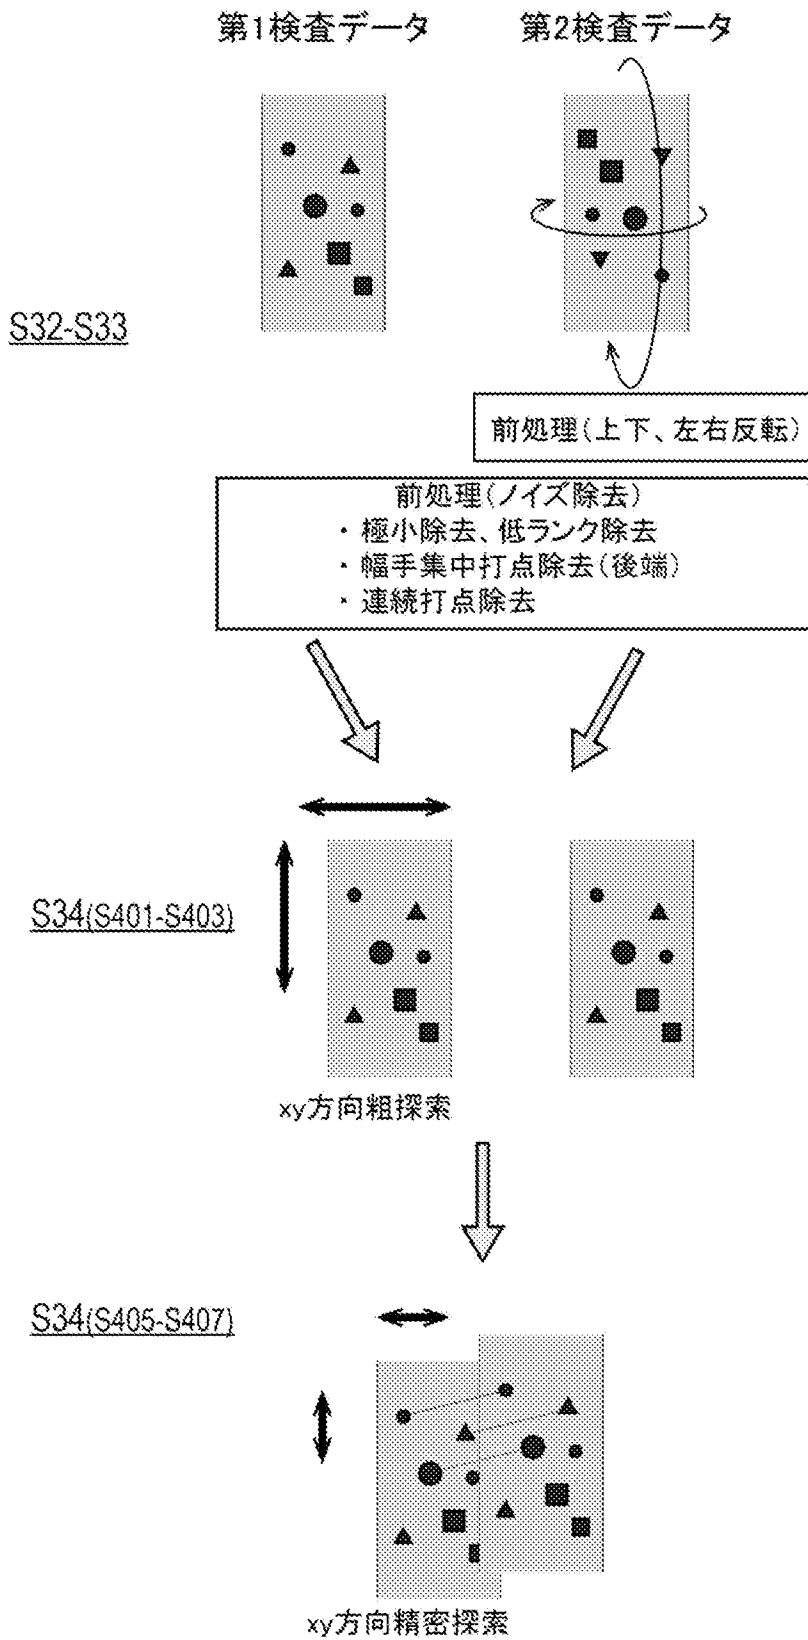 第1検査データ
第2検査データ
S32-S33
前処理(上下、左右反転)
前処理(ノイズ除去)
・極小除去、低ランク除去
・幅手集中打点除去(後端)
・連続打点除去
S34(S401-S403)
xy方向粗探索
S34(S405-S407)
xy方向精密探索